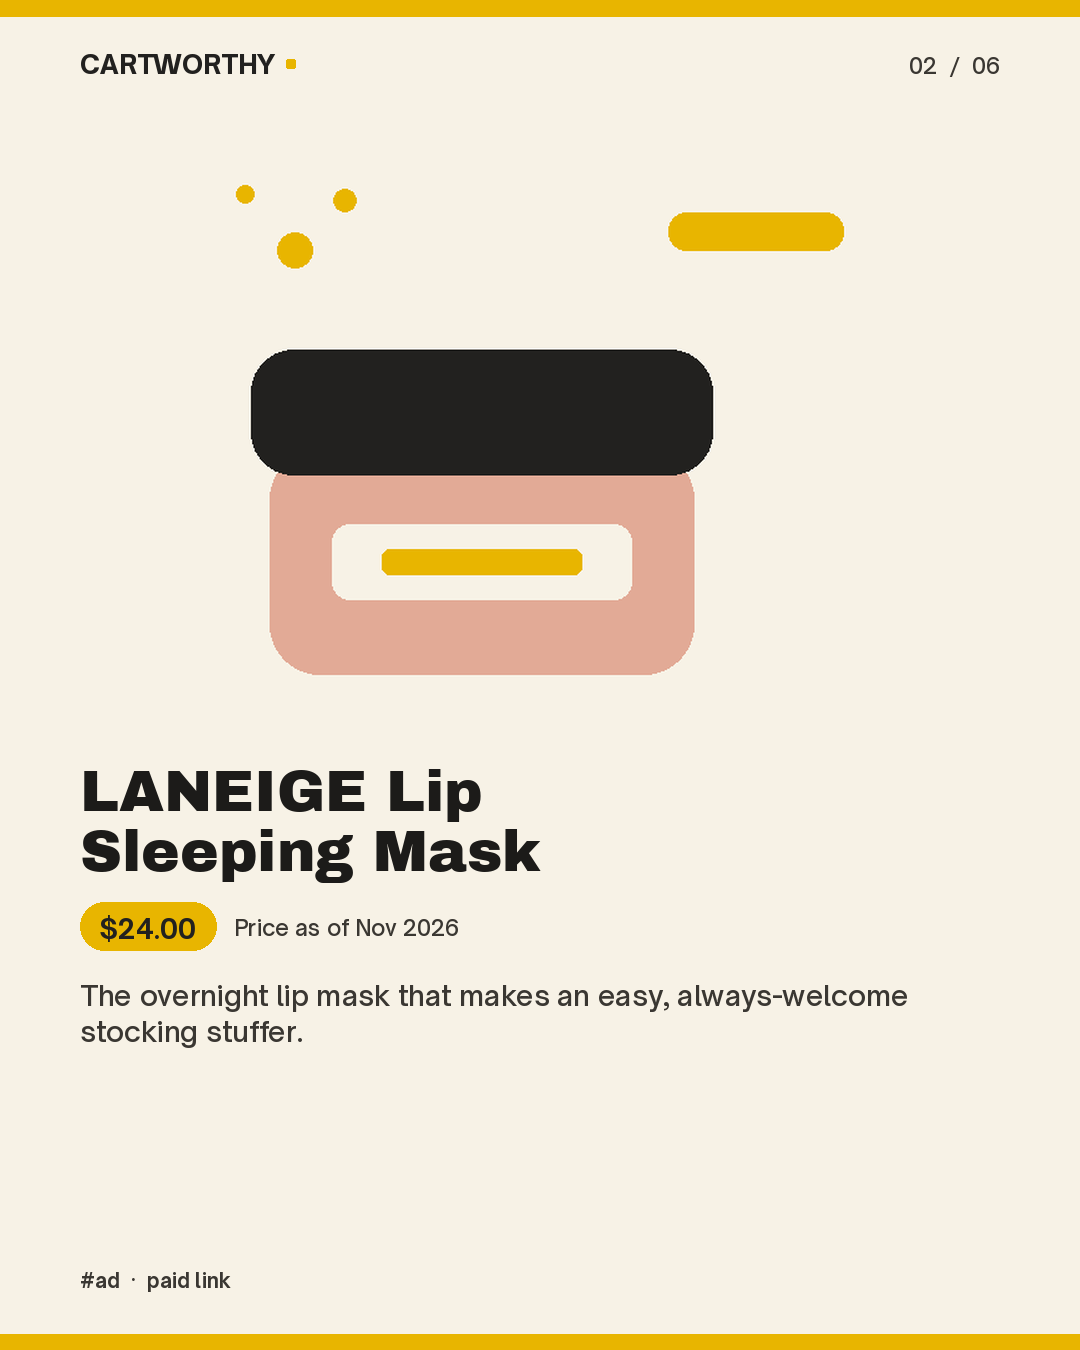 CARTWORTHY
02 / 06
LANEIGE Lip
Sleeping Mask
$24.00 Price as of Nov 2026
The overnight lip mask that makes an easy, always-welcome
stocking stuffer.
#ad · paid link